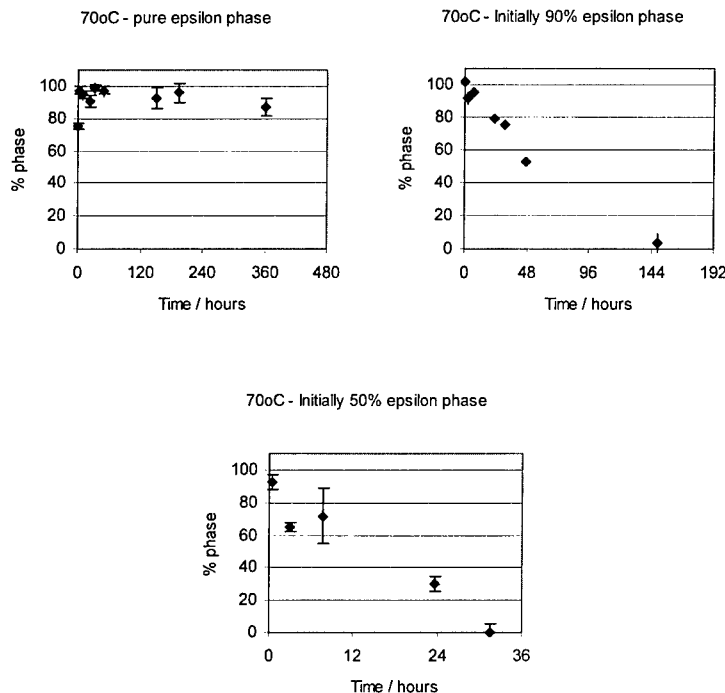 70oC - pure epsilon phase
70oC - Initially 90% epsilon phase
% phase
100
80
60
40
20
0
0 120 240 360 480
Time / hours
% phase
100
80
60
40
20
0
0 48 96 144 192
Time / hours
70oC - Initially 50% epsilon phase
% phase
100
80
60
40
20
0
0 12 24 36
Time / hours